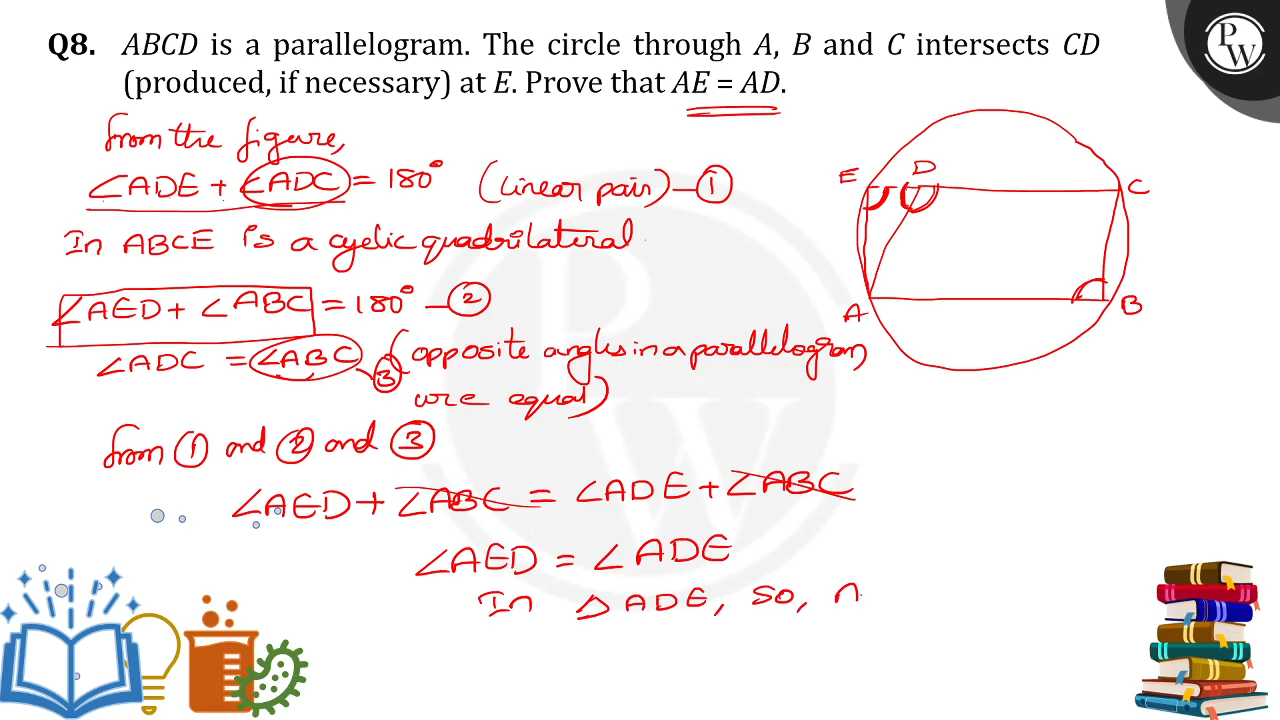 Q8. ABCD is a parallelogram. The circle through A, B and C intersects CD
(produced, if necessary) at E. Prove that AE = AD.
from the figure,
∠ADE + ∠ADC = 180° (linear pair) — ①
In ABCE is a cyclic quadrilateral
∠AED + ∠ABC = 180° — ②
∠ADC = ∠ABC — ③ (opposite angles in a parallelogram
are equal)
from ① and ② and ③
∠AED + ∠ABC = ∠ADE + ∠ABC
∠AED = ∠ADE
In △ADE, so,
E D C
A B
P
W
P
W